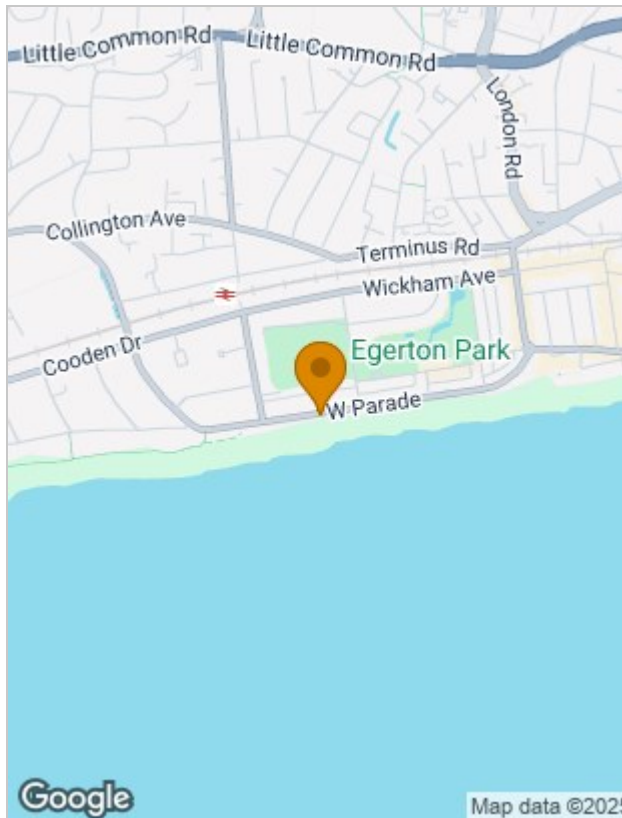 Little Common Rd
Little Common Rd
London Rd
Collington Ave
Terminus Rd
Wickham Ave
Cooden Dr
Egerton Park
W Parade
Google
Map data ©2025